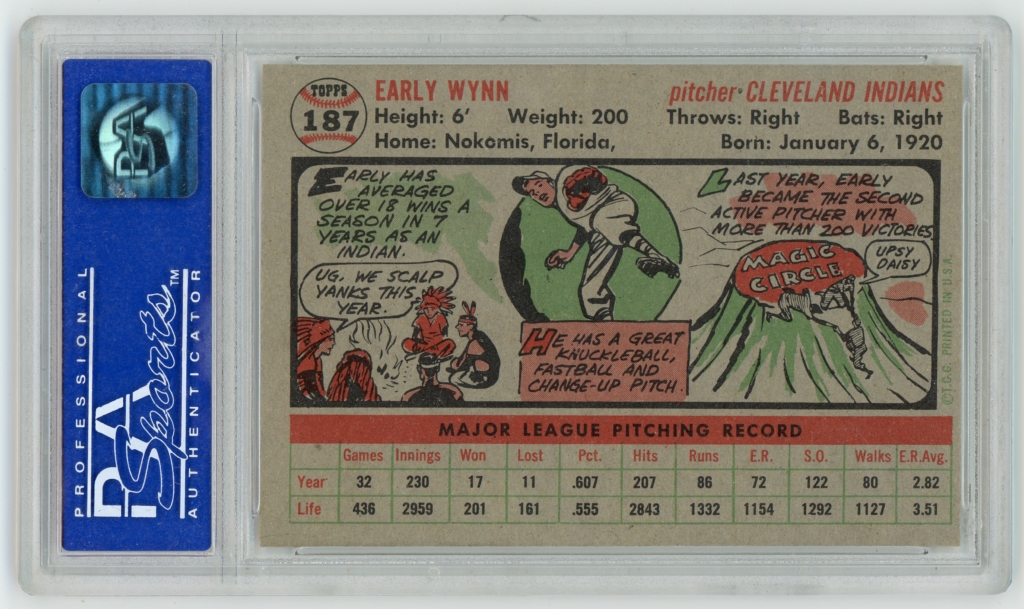 PSA
PROFESSIONAL
PSA Sports™
AUTHENTICATOR
TOPPS
187
EARLY WYNN
pitcher·CLEVELAND INDIANS
Height: 6' Weight: 200
Throws: Right Bats: Right
Home: Nokomis, Florida,
Born: January 6, 1920
EARLY HAS
AVERAGED
OVER 18 WINS A
SEASON IN 7
YEARS AS AN
INDIAN.
UG. WE SCALP
YANKS THIS
YEAR.
HE HAS A GREAT
KNUCKLEBALL,
FASTBALL AND
CHANGE-UP PITCH.
LAST YEAR, EARLY
BECAME THE SECOND
ACTIVE PITCHER WITH
MORE THAN 200 VICTORIES
MAGIC
CIRCLE
UPSY
DAISY
©T.C.G. PRINTED IN U.S.A.
MAJOR LEAGUE PITCHING RECORD
Games Innings Won Lost Pct. Hits Runs E.R. S.O. Walks E.R.Avg.
Year 32 230 17 11 .607 207 86 72 122 80 2.82
Life 436 2959 201 161 .555 2843 1332 1154 1292 1127 3.51